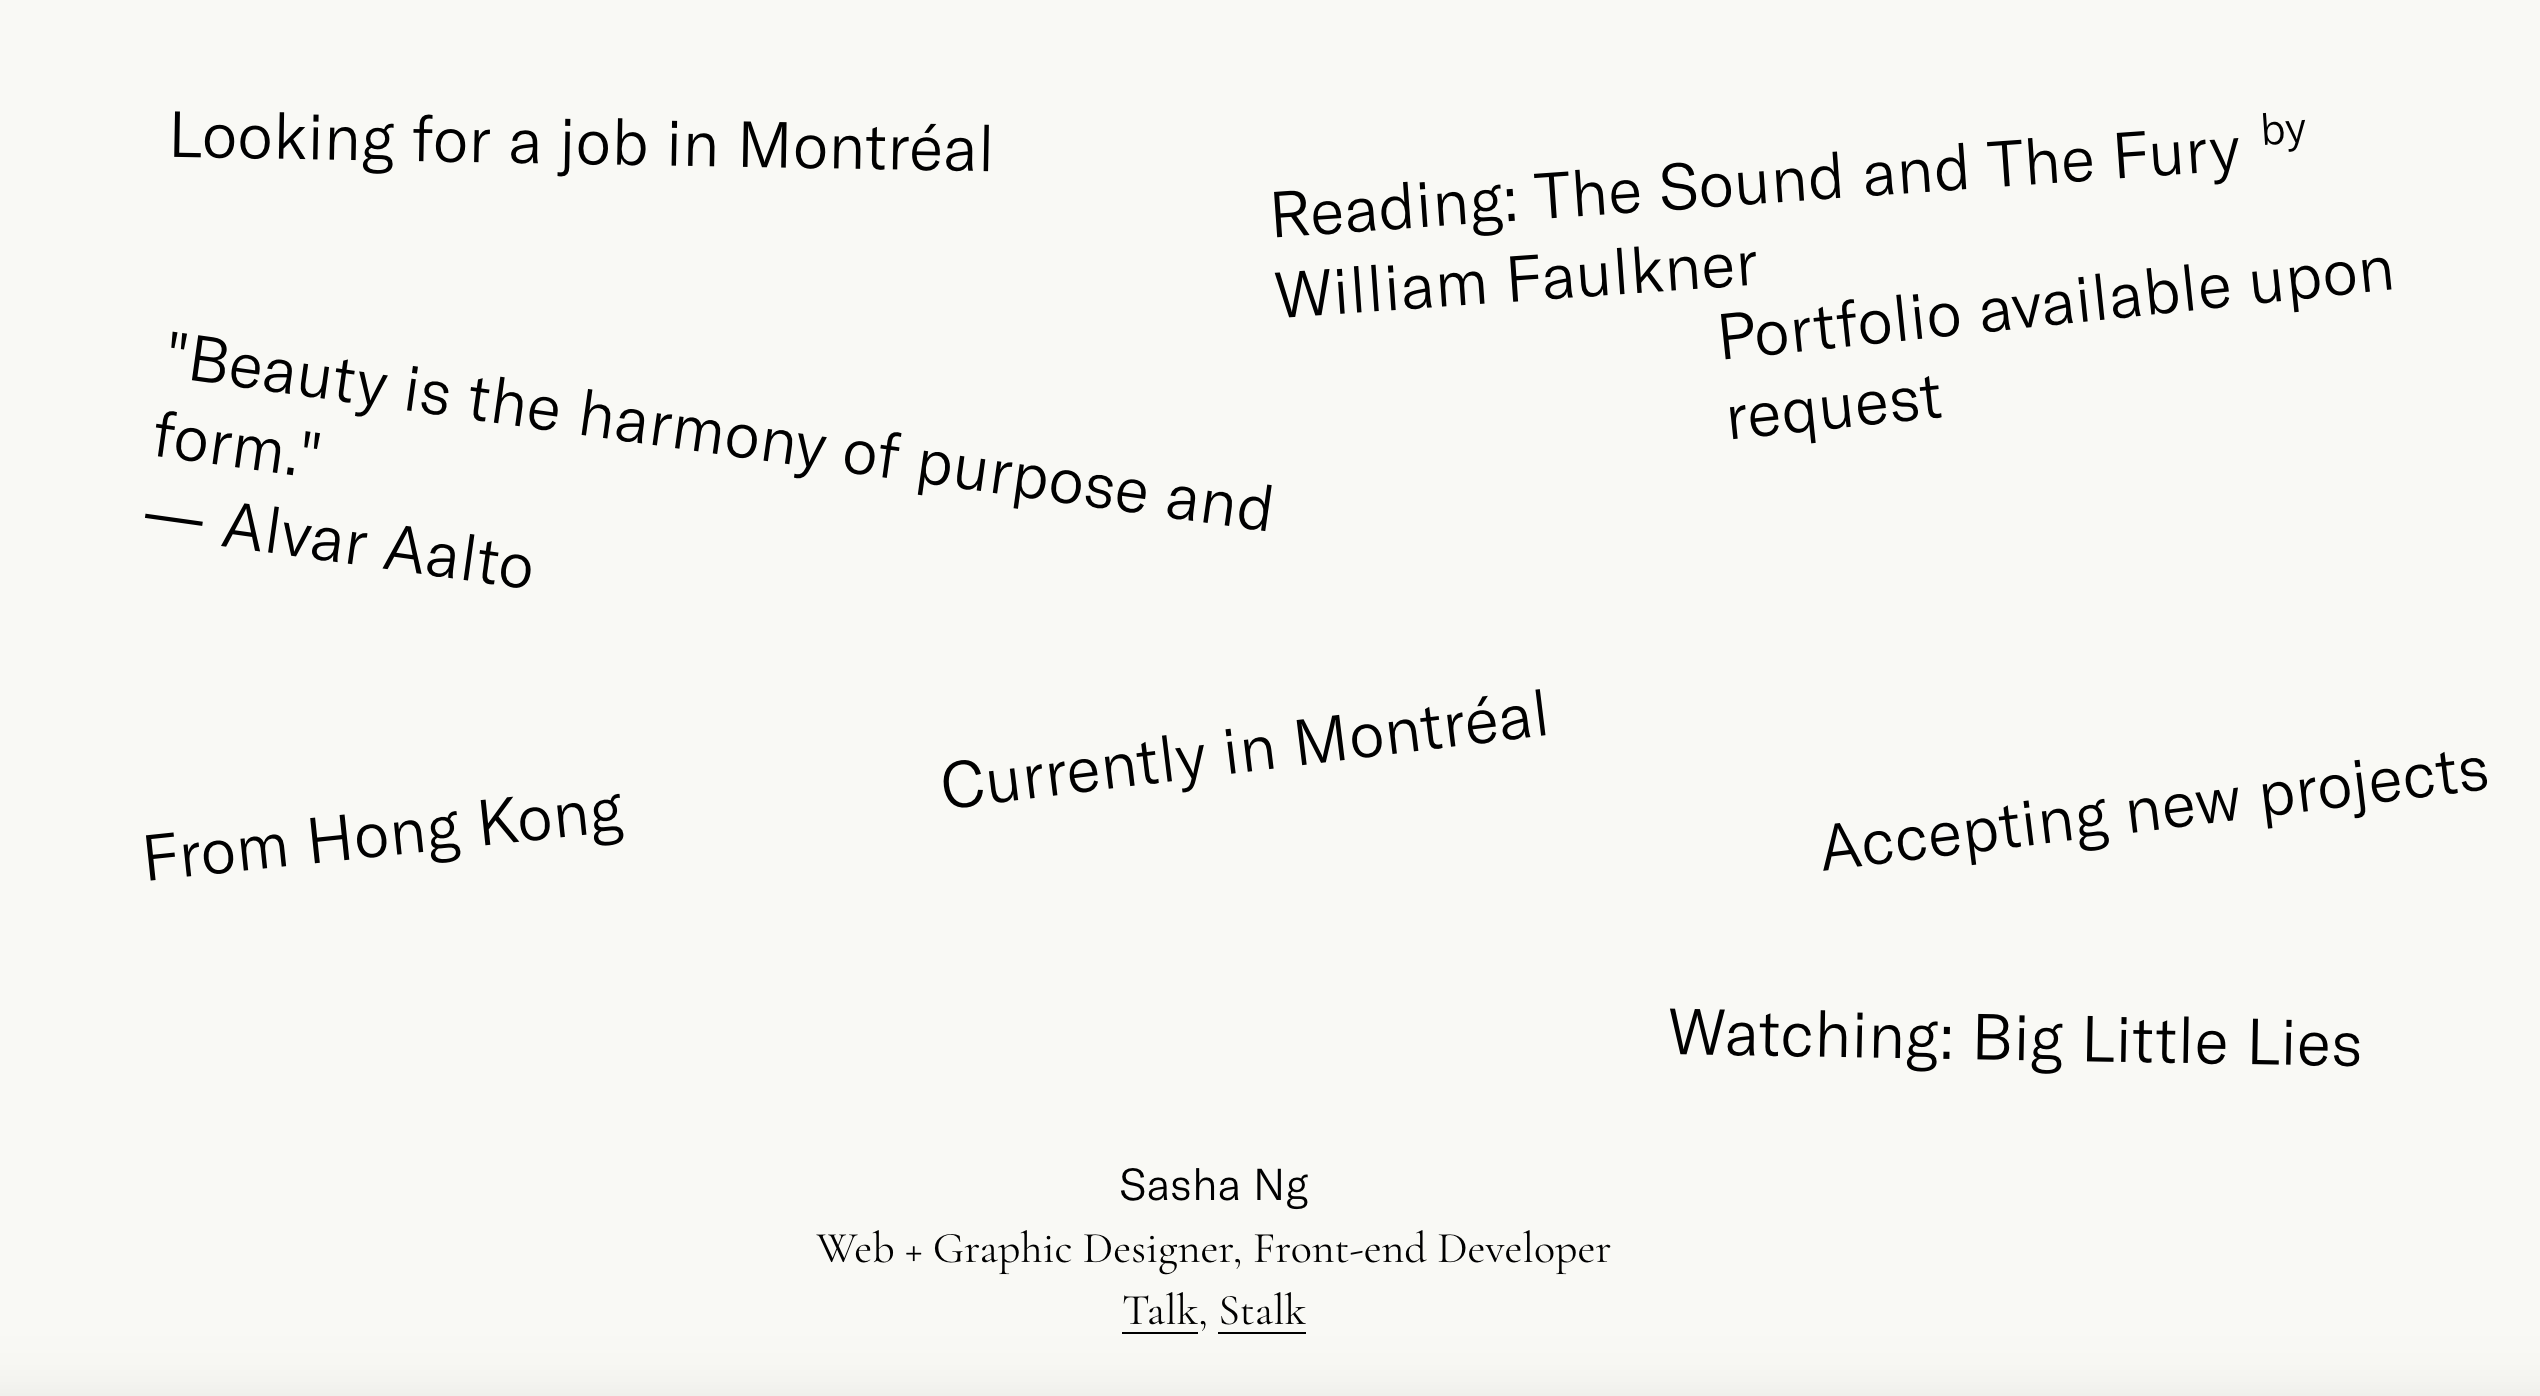 Looking for a job in Montréal
Reading: The Sound and The Fury by
William Faulkner
Portfolio available upon
request
"Beauty is the harmony of purpose and
form."
— Alvar Aalto
Currently in Montréal
From Hong Kong
Accepting new projects
Watching: Big Little Lies
Sasha Ng
Web + Graphic Designer, Front-end Developer
Talk, Stalk